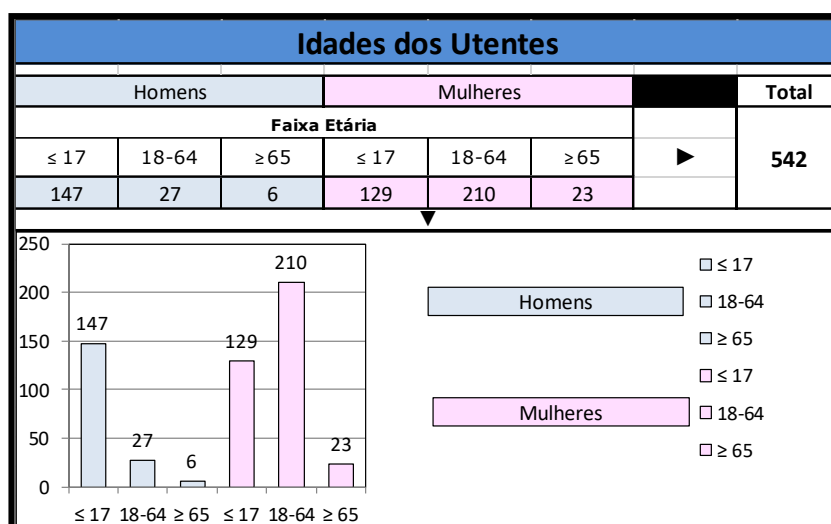 Idades dos Utentes
Homens Mulheres Total
Faixa Etária
≤ 17 18-64 ≥ 65 ≤ 17 18-64 ≥ 65 ► 542
147 27 6 129 210 23
▼
250
200
150
100
50
0
147
27
6
129
210
23
≤ 17 18-64 ≥ 65 ≤ 17 18-64 ≥ 65
Homens
Mulheres
≤ 17
18-64
≥ 65
≤ 17
18-64
≥ 65